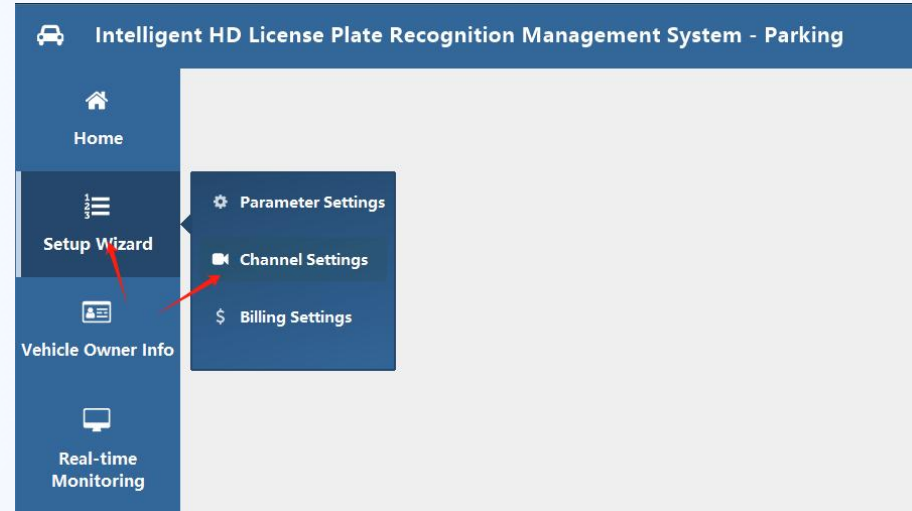 Intelligent HD License Plate Recognition Management System - Parking
Home
Setup Wizard
Parameter Settings
Channel Settings
Billing Settings
Vehicle Owner Info
Real-time
Monitoring